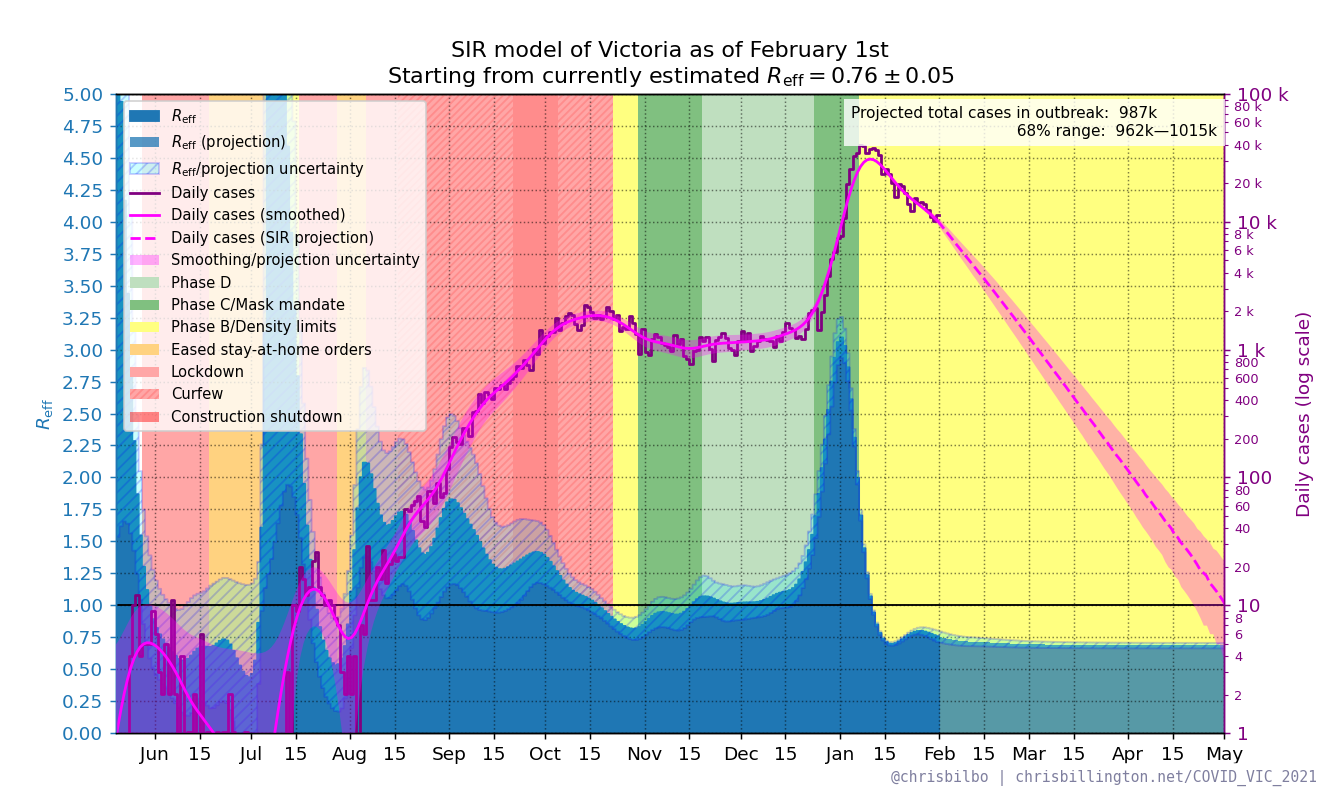 SIR model of Victoria as of February 1st
Starting from currently estimated R_eff = 0.76 ± 0.05
R_eff
R_eff (projection)
R_eff/projection uncertainty
Daily cases
Daily cases (smoothed)
Daily cases (SIR projection)
Smoothing/projection uncertainty
Phase D
Phase C/Mask mandate
Phase B/Density limits
Eased stay-at-home orders
Lockdown
Curfew
Construction shutdown
Projected total cases in outbreak: 987k
68% range: 962k—1015k
R_eff
5.00
4.75
4.50
4.25
4.00
3.75
3.50
3.25
3.00
2.75
2.50
2.25
2.00
1.75
1.50
1.25
1.00
0.75
0.50
0.25
0.00
100 k
80 k
60 k
40 k
20 k
10 k
8 k
6 k
4 k
2 k
1 k
800
600
400
200
100
80
60
40
20
10
8
6
4
2
1
Daily cases (log scale)
Jun 15 Jul 15 Aug 15 Sep 15 Oct 15 Nov 15 Dec 15 Jan 15 Feb 15 Mar 15 Apr 15 May
@chrisbilbo | chrisbillington.net/COVID_VIC_2021